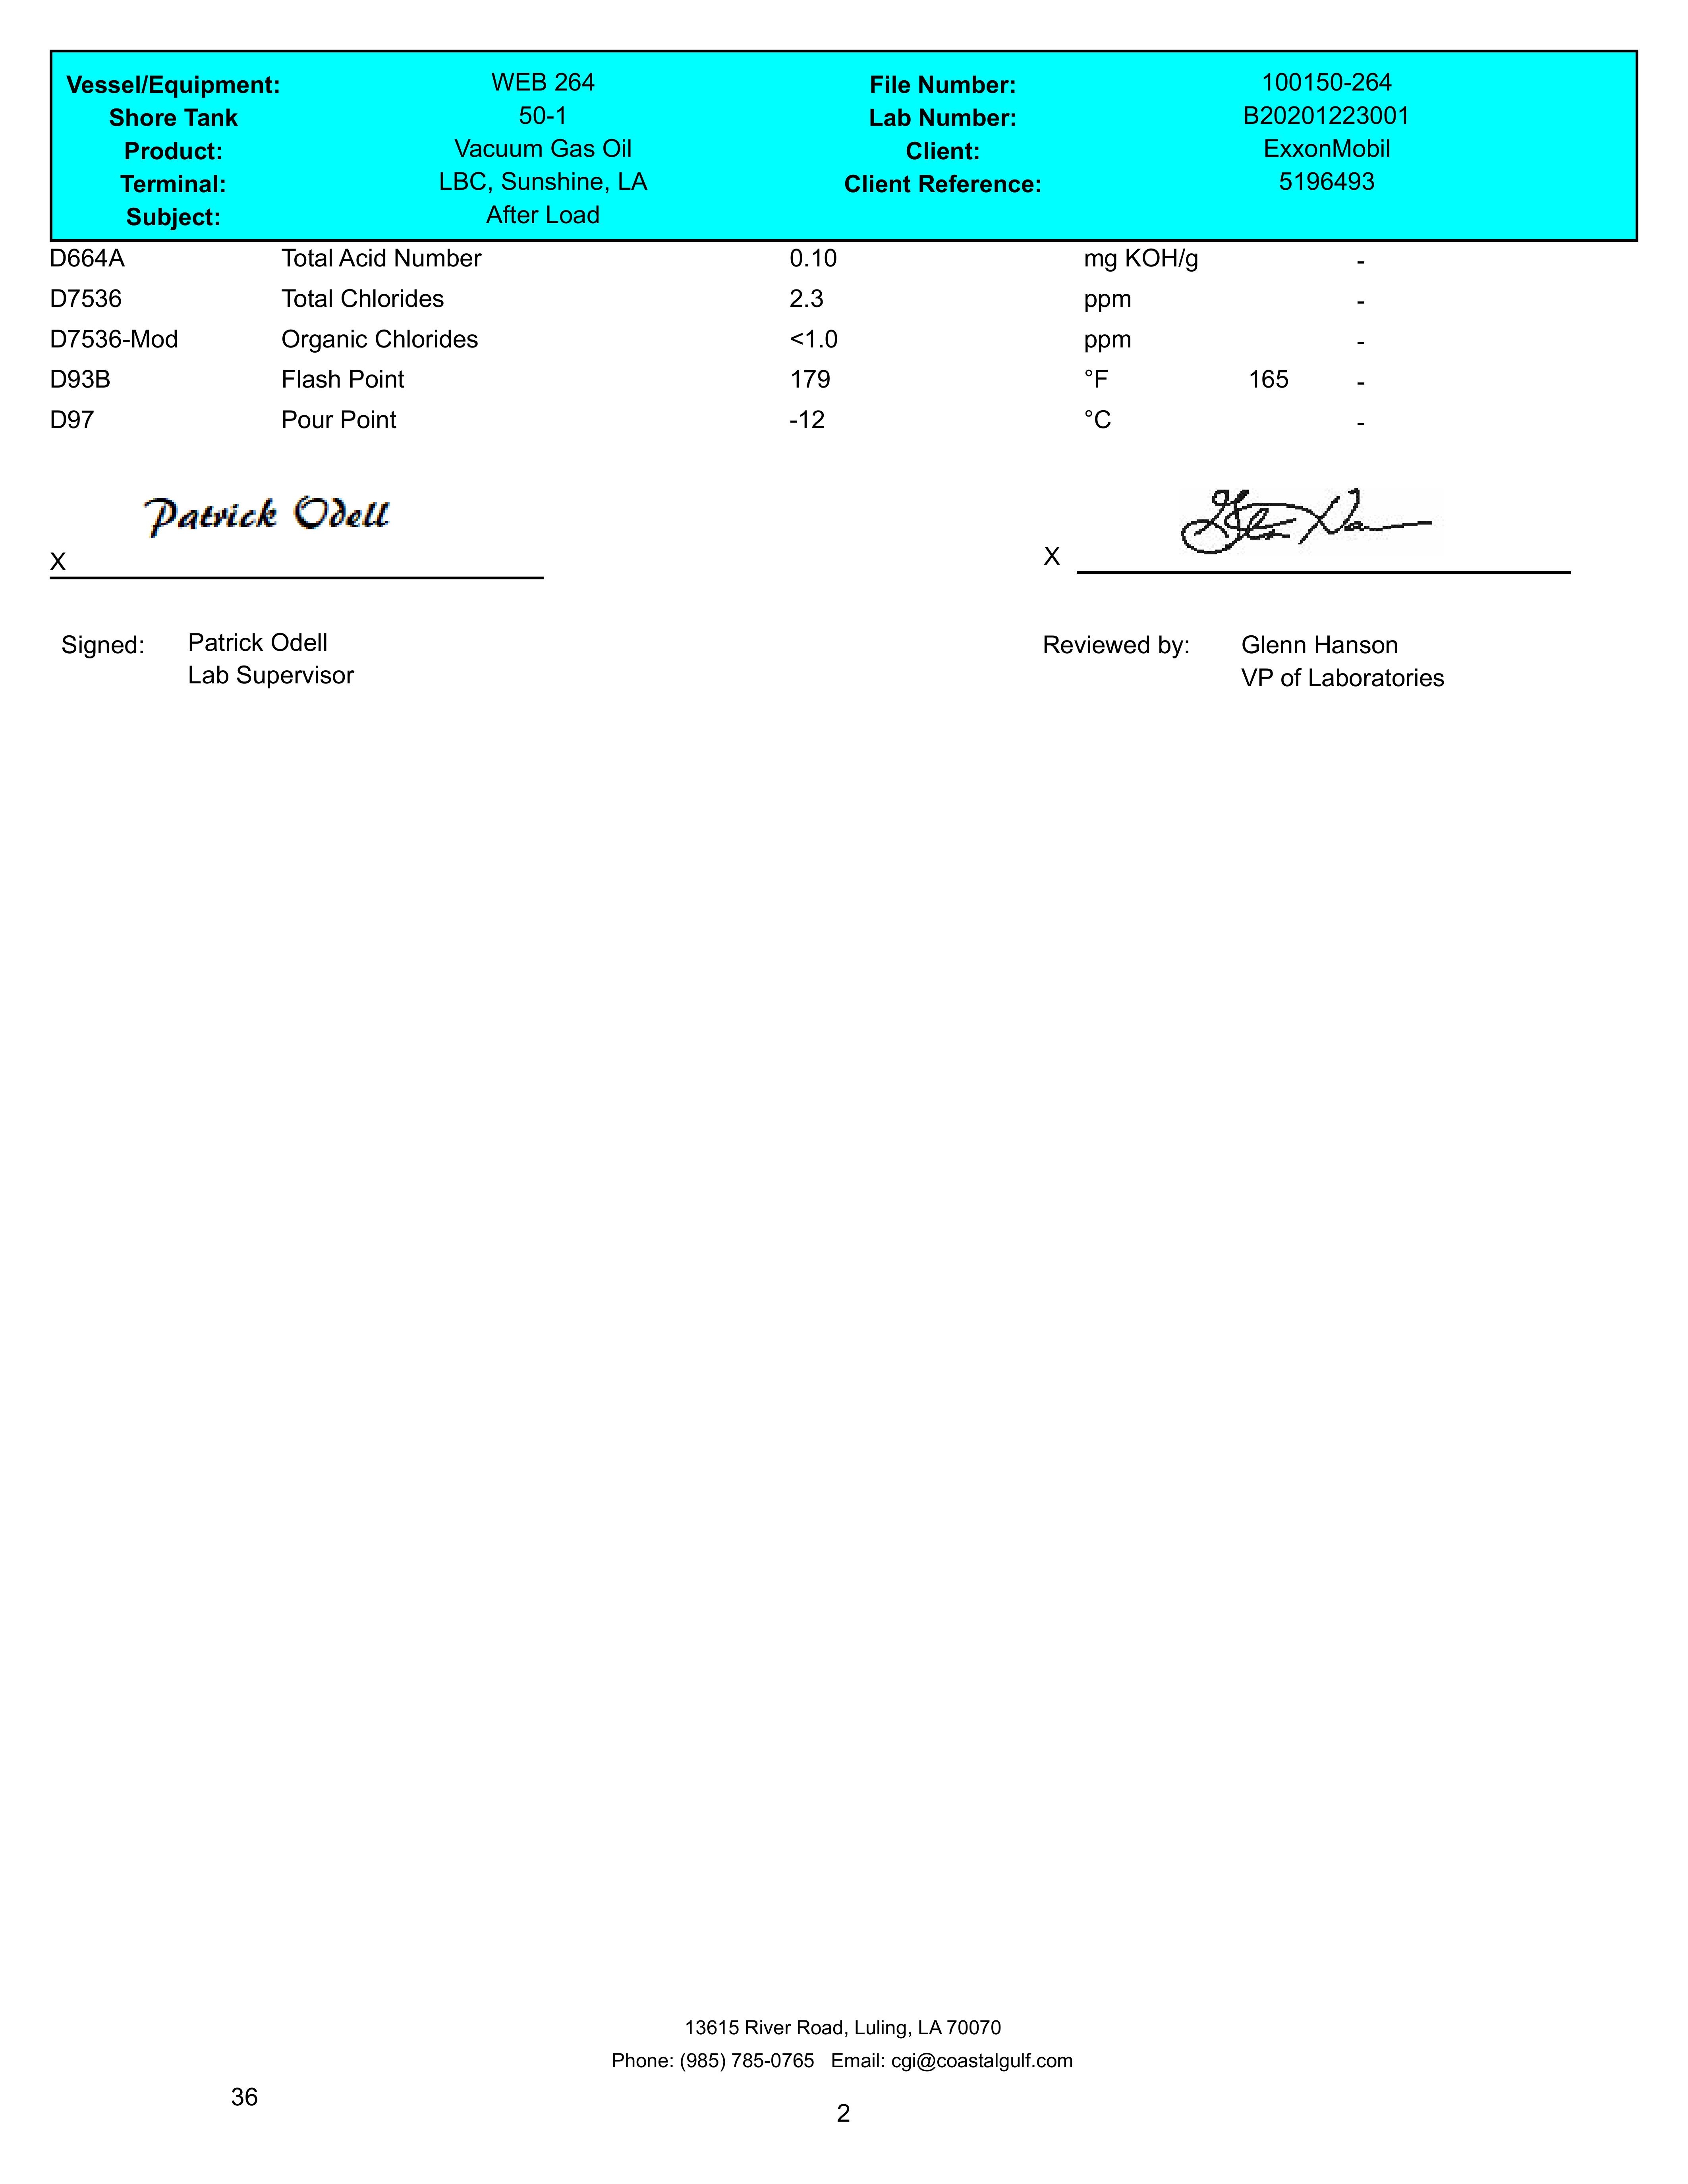 Vessel/Equipment: WEB 264 File Number: 100150-264
Shore Tank 50-1 Lab Number: B20201223001
Product: Vacuum Gas Oil Client: ExxonMobil
Terminal: LBC, Sunshine, LA Client Reference: 5196493
Subject: After Load
D664A Total Acid Number 0.10 mg KOH/g -
D7536 Total Chlorides 2.3 ppm -
D7536-Mod Organic Chlorides <1.0 ppm -
D93B Flash Point 179 °F 165 -
D97 Pour Point -12 °C -
Patrick Odell
X X
Signed: Patrick Odell Reviewed by: Glenn Hanson
Lab Supervisor VP of Laboratories
13615 River Road, Luling, LA 70070
Phone: (985) 785-0765 Email: cgi@coastalgulf.com
36
2